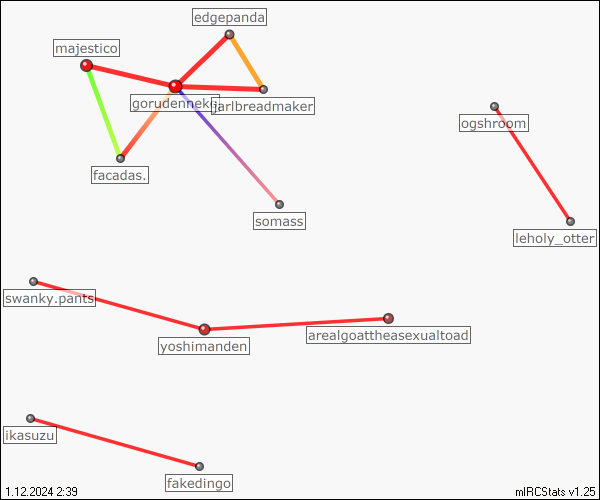 edgepanda
majestico
gorudenneko
jarlbreadmaker
ogshroom
facadas.
somass
leholy_otter
swanky.pants
arealgoattheasexualtoad
yoshimanden
ikasuzu
fakedingo
1.12.2024 2:39
mIRCStats v1.25